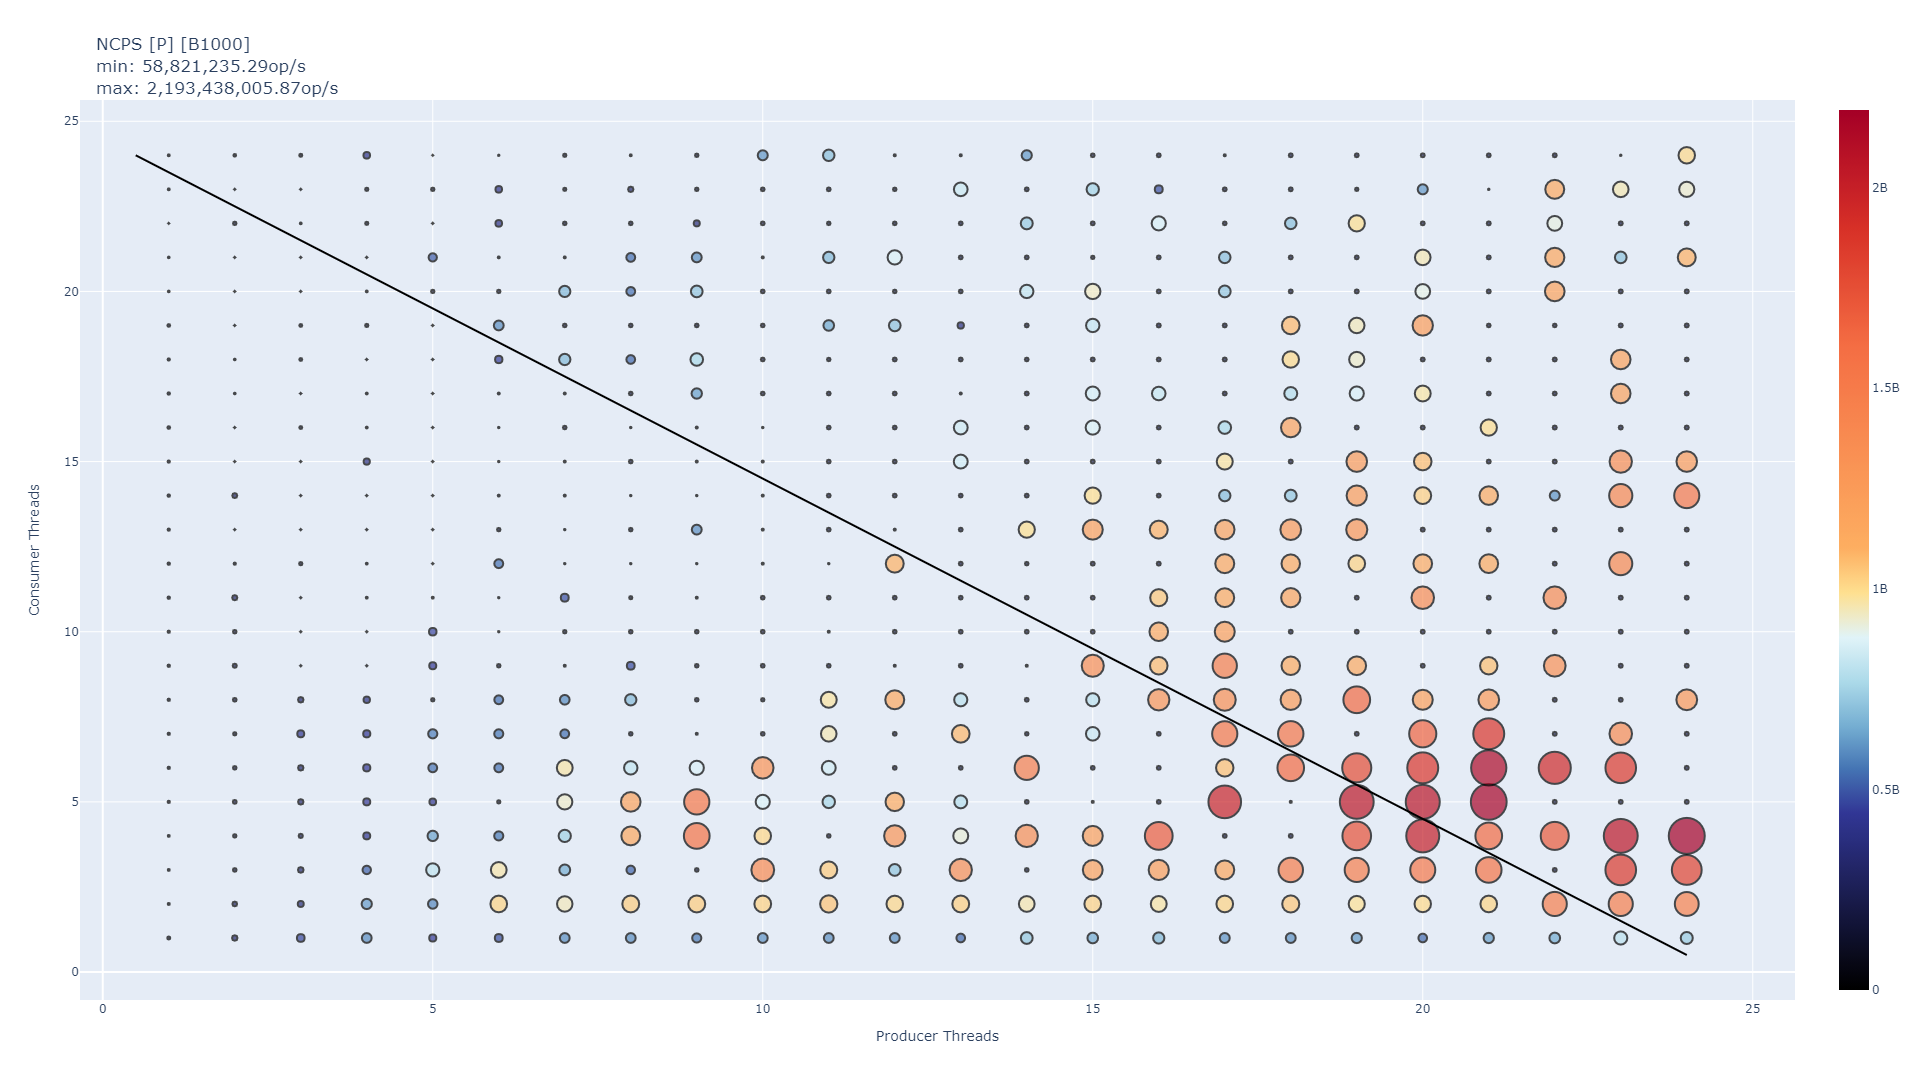 NCPS [P] [B1000]
min: 58,821,235.29op/s
max: 2,193,438,005.87op/s
25
20
15
10
5
0
Consumer Threads
0
5
10
15
20
25
Producer Threads
2B
1.5B
1B
0.5B
0